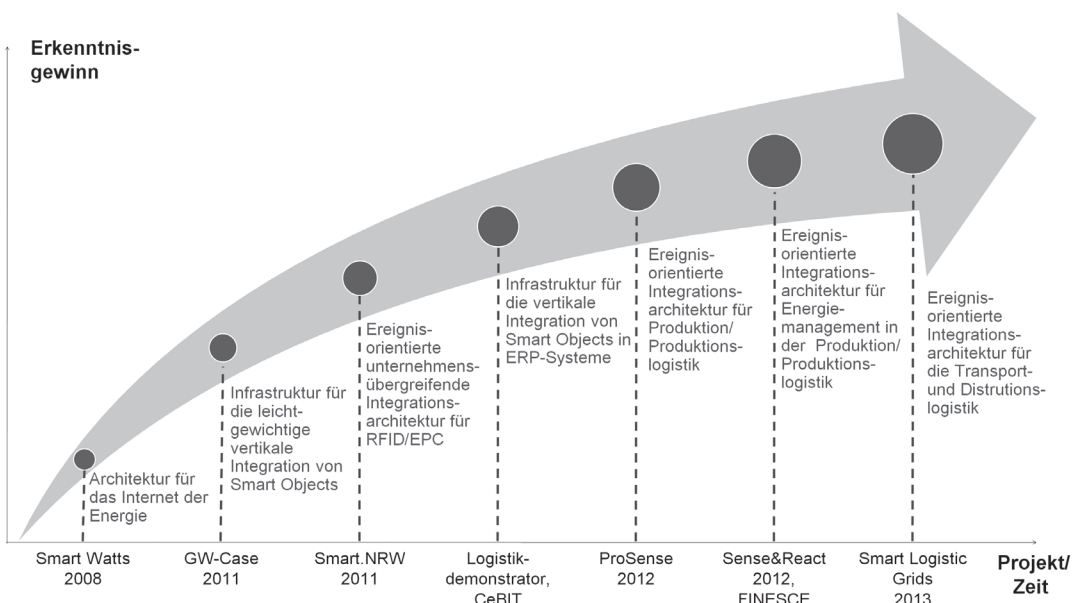 Erkenntnis-
gewinn
Architektur für
das Internet der
Energie
Infrastruktur für
die leicht-
gewichtige
vertikale
Integration von
Smart Objects
Ereignis-
orientierte
unternehmens-
übergreifende
Integrations-
architektur für
RFID/EPC
Infrastruktur für
die vertikale
Integration von
Smart Objects in
ERP-Systeme
Ereignis-
orientierte
Integrations-
architektur für
Produktion/
Produktions-
logistik
Ereignis-
orientierte
Integrations-
architektur für
Energie-
management in
der Produktion/
Produktions-
logistik
Ereignis-
orientierte
Integrations-
architektur für
die Transport-
und Distrutions-
logistik
Smart Watts
2008
GW-Case
2011
Smart.NRW
2011
Logistik-
demonstrator,
CeBIT
ProSense
2012
Sense&React
2012,
FINESCE
Smart Logistic
Grids
2013
Projekt/
Zeit